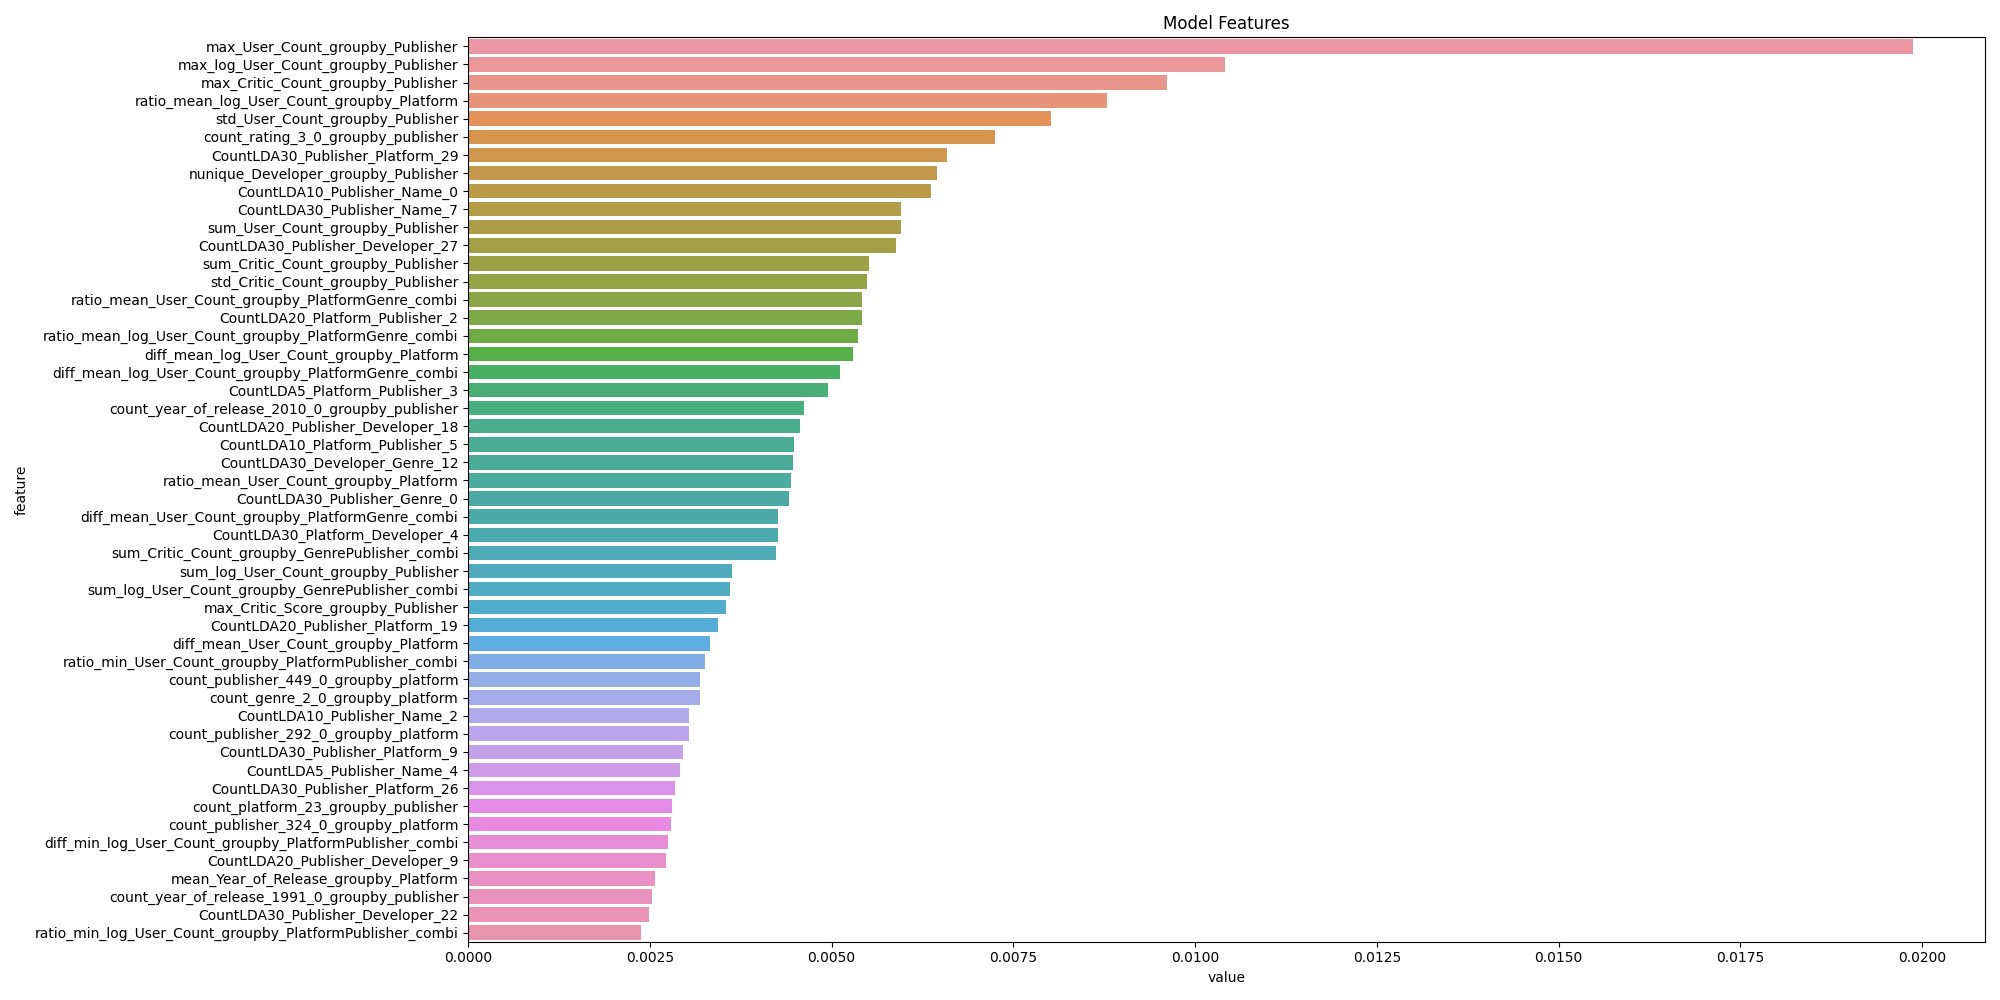 Model Features
max_User_Count_groupby_Publisher
max_log_User_Count_groupby_Publisher
max_Critic_Count_groupby_Publisher
ratio_mean_log_User_Count_groupby_Platform
std_User_Count_groupby_Publisher
count_rating_3_0_groupby_publisher
CountLDA30_Publisher_Platform_29
nunique_Developer_groupby_Publisher
CountLDA10_Publisher_Name_0
CountLDA30_Publisher_Name_7
sum_User_Count_groupby_Publisher
CountLDA30_Publisher_Developer_27
sum_Critic_Count_groupby_Publisher
std_Critic_Count_groupby_Publisher
ratio_mean_User_Count_groupby_PlatformGenre_combi
CountLDA20_Platform_Publisher_2
ratio_mean_log_User_Count_groupby_PlatformGenre_combi
diff_mean_log_User_Count_groupby_Platform
diff_mean_log_User_Count_groupby_PlatformGenre_combi
CountLDA5_Platform_Publisher_3
count_year_of_release_2010_0_groupby_publisher
CountLDA20_Publisher_Developer_18
CountLDA10_Platform_Publisher_5
CountLDA30_Developer_Genre_12
ratio_mean_User_Count_groupby_Platform
CountLDA30_Publisher_Genre_0
diff_mean_User_Count_groupby_PlatformGenre_combi
CountLDA30_Platform_Developer_4
sum_Critic_Count_groupby_GenrePublisher_combi
sum_log_User_Count_groupby_Publisher
sum_log_User_Count_groupby_GenrePublisher_combi
max_Critic_Score_groupby_Publisher
CountLDA20_Publisher_Platform_19
diff_mean_User_Count_groupby_Platform
ratio_min_User_Count_groupby_PlatformPublisher_combi
count_publisher_449_0_groupby_platform
count_genre_2_0_groupby_platform
CountLDA10_Publisher_Name_2
count_publisher_292_0_groupby_platform
CountLDA30_Publisher_Platform_9
CountLDA5_Publisher_Name_4
CountLDA30_Publisher_Platform_26
count_platform_23_groupby_publisher
count_publisher_324_0_groupby_platform
diff_min_log_User_Count_groupby_PlatformPublisher_combi
CountLDA20_Publisher_Developer_9
mean_Year_of_Release_groupby_Platform
count_year_of_release_1991_0_groupby_publisher
CountLDA30_Publisher_Developer_22
ratio_min_log_User_Count_groupby_PlatformPublisher_combi
feature
0.0000 0.0025 0.0050 0.0075 0.0100 0.0125 0.0150 0.0175 0.0200
value